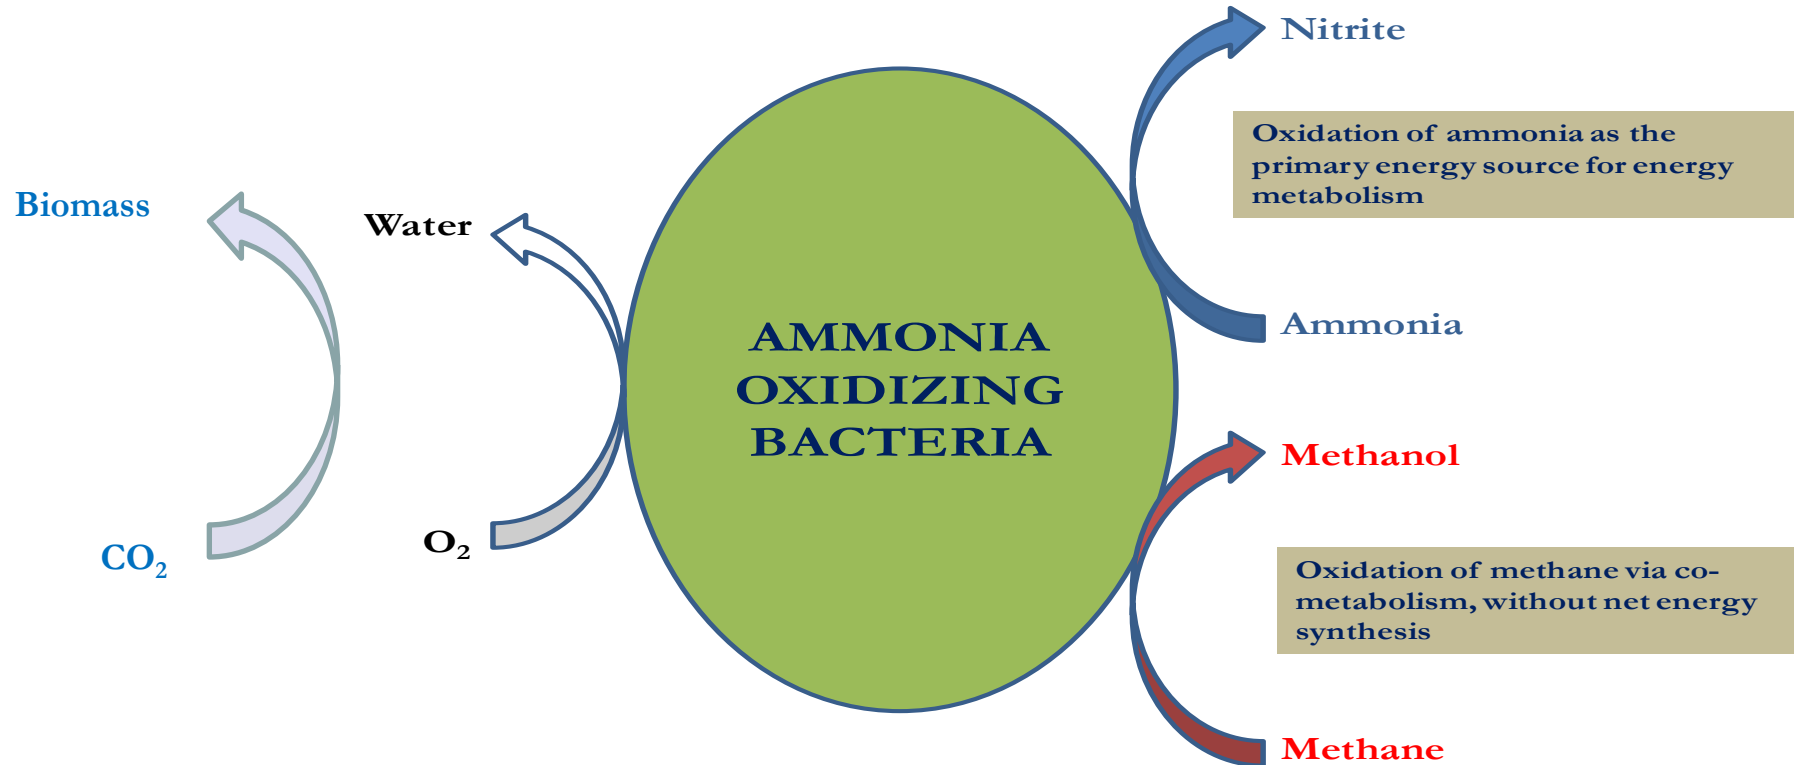 Nitrite
Oxidation of ammonia as the
primary energy source for energy
metabolism
Biomass
Water
Ammonia
AMMONIA
OXIDIZING
BACTERIA
Methanol
O₂
CO₂
Oxidation of methane via co-
metabolism, without net energy
synthesis
Methane